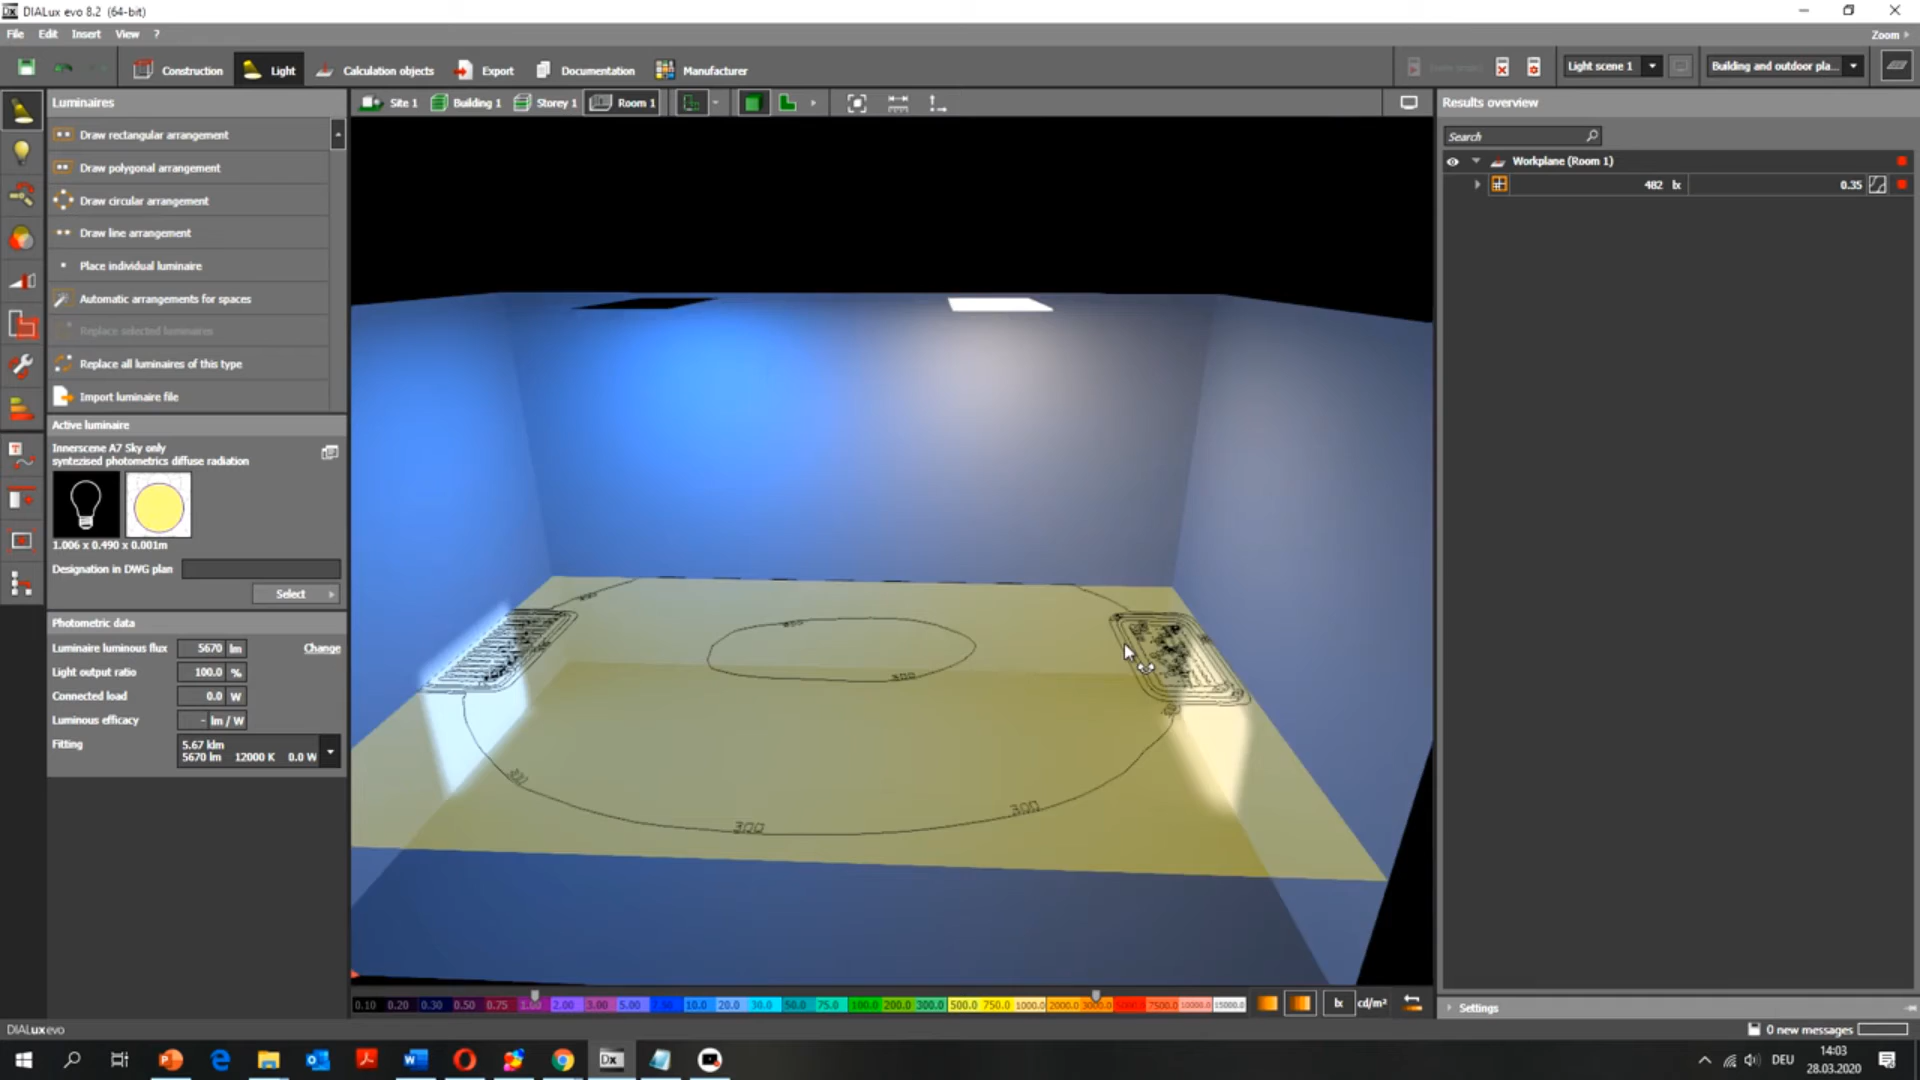 DIALux evo 8.2 (64-bit)
File Edit Insert View ?
Zoom
Construction Light Calculation objects Export Documentation Manufacturer
Light scene 1
Building and outdoor pla...
Luminaires
Site 1 Building 1 Storey 1 Room 1
Results overview
Draw rectangular arrangement
Draw polygonal arrangement
Draw circular arrangement
Draw line arrangement
Place individual luminaire
Automatic arrangements for spaces
Replace selected luminaires
Replace all luminaires of this type
Import luminaire file
Search
Workplane (Room 1)
482 lx 0.35
Active luminaire
Innerscene A7 Sky only
syntezised photometrics diffuse radiation
1.006 x 0.490 x 0.001m
Designation in DWG plan
Select
Photometric data
Luminaire luminous flux 5670 lm Change
Light output ratio 100.0 %
Connected load 0.0 W
Luminous efficacy - lm / W
Fitting 5.67 klm
5670 lm 12000 K 0.0 W
300
300
300
0.10 0.20 0.30 0.50 0.75 1.00 2.00 3.00 5.00 10.0 20.0 30.0 50.0 75.0 100.0 200.0 300.0 500.0 750.0 1000.0 2000.0 3000.0 7500.0 10000.0 15000.0
lx cd/m²
Settings
DIALux evo
0 new messages
DEU
14:03
28.03.2020